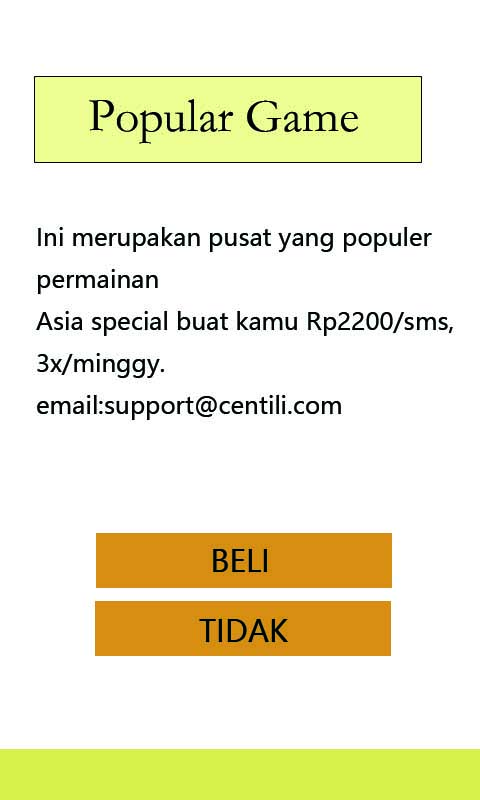 Popular Game
Ini merupakan pusat yang populer
permainan
Asia special buat kamu Rp2200/sms,
3x/minggy.
email:support@centili.com
BELI
TIDAK